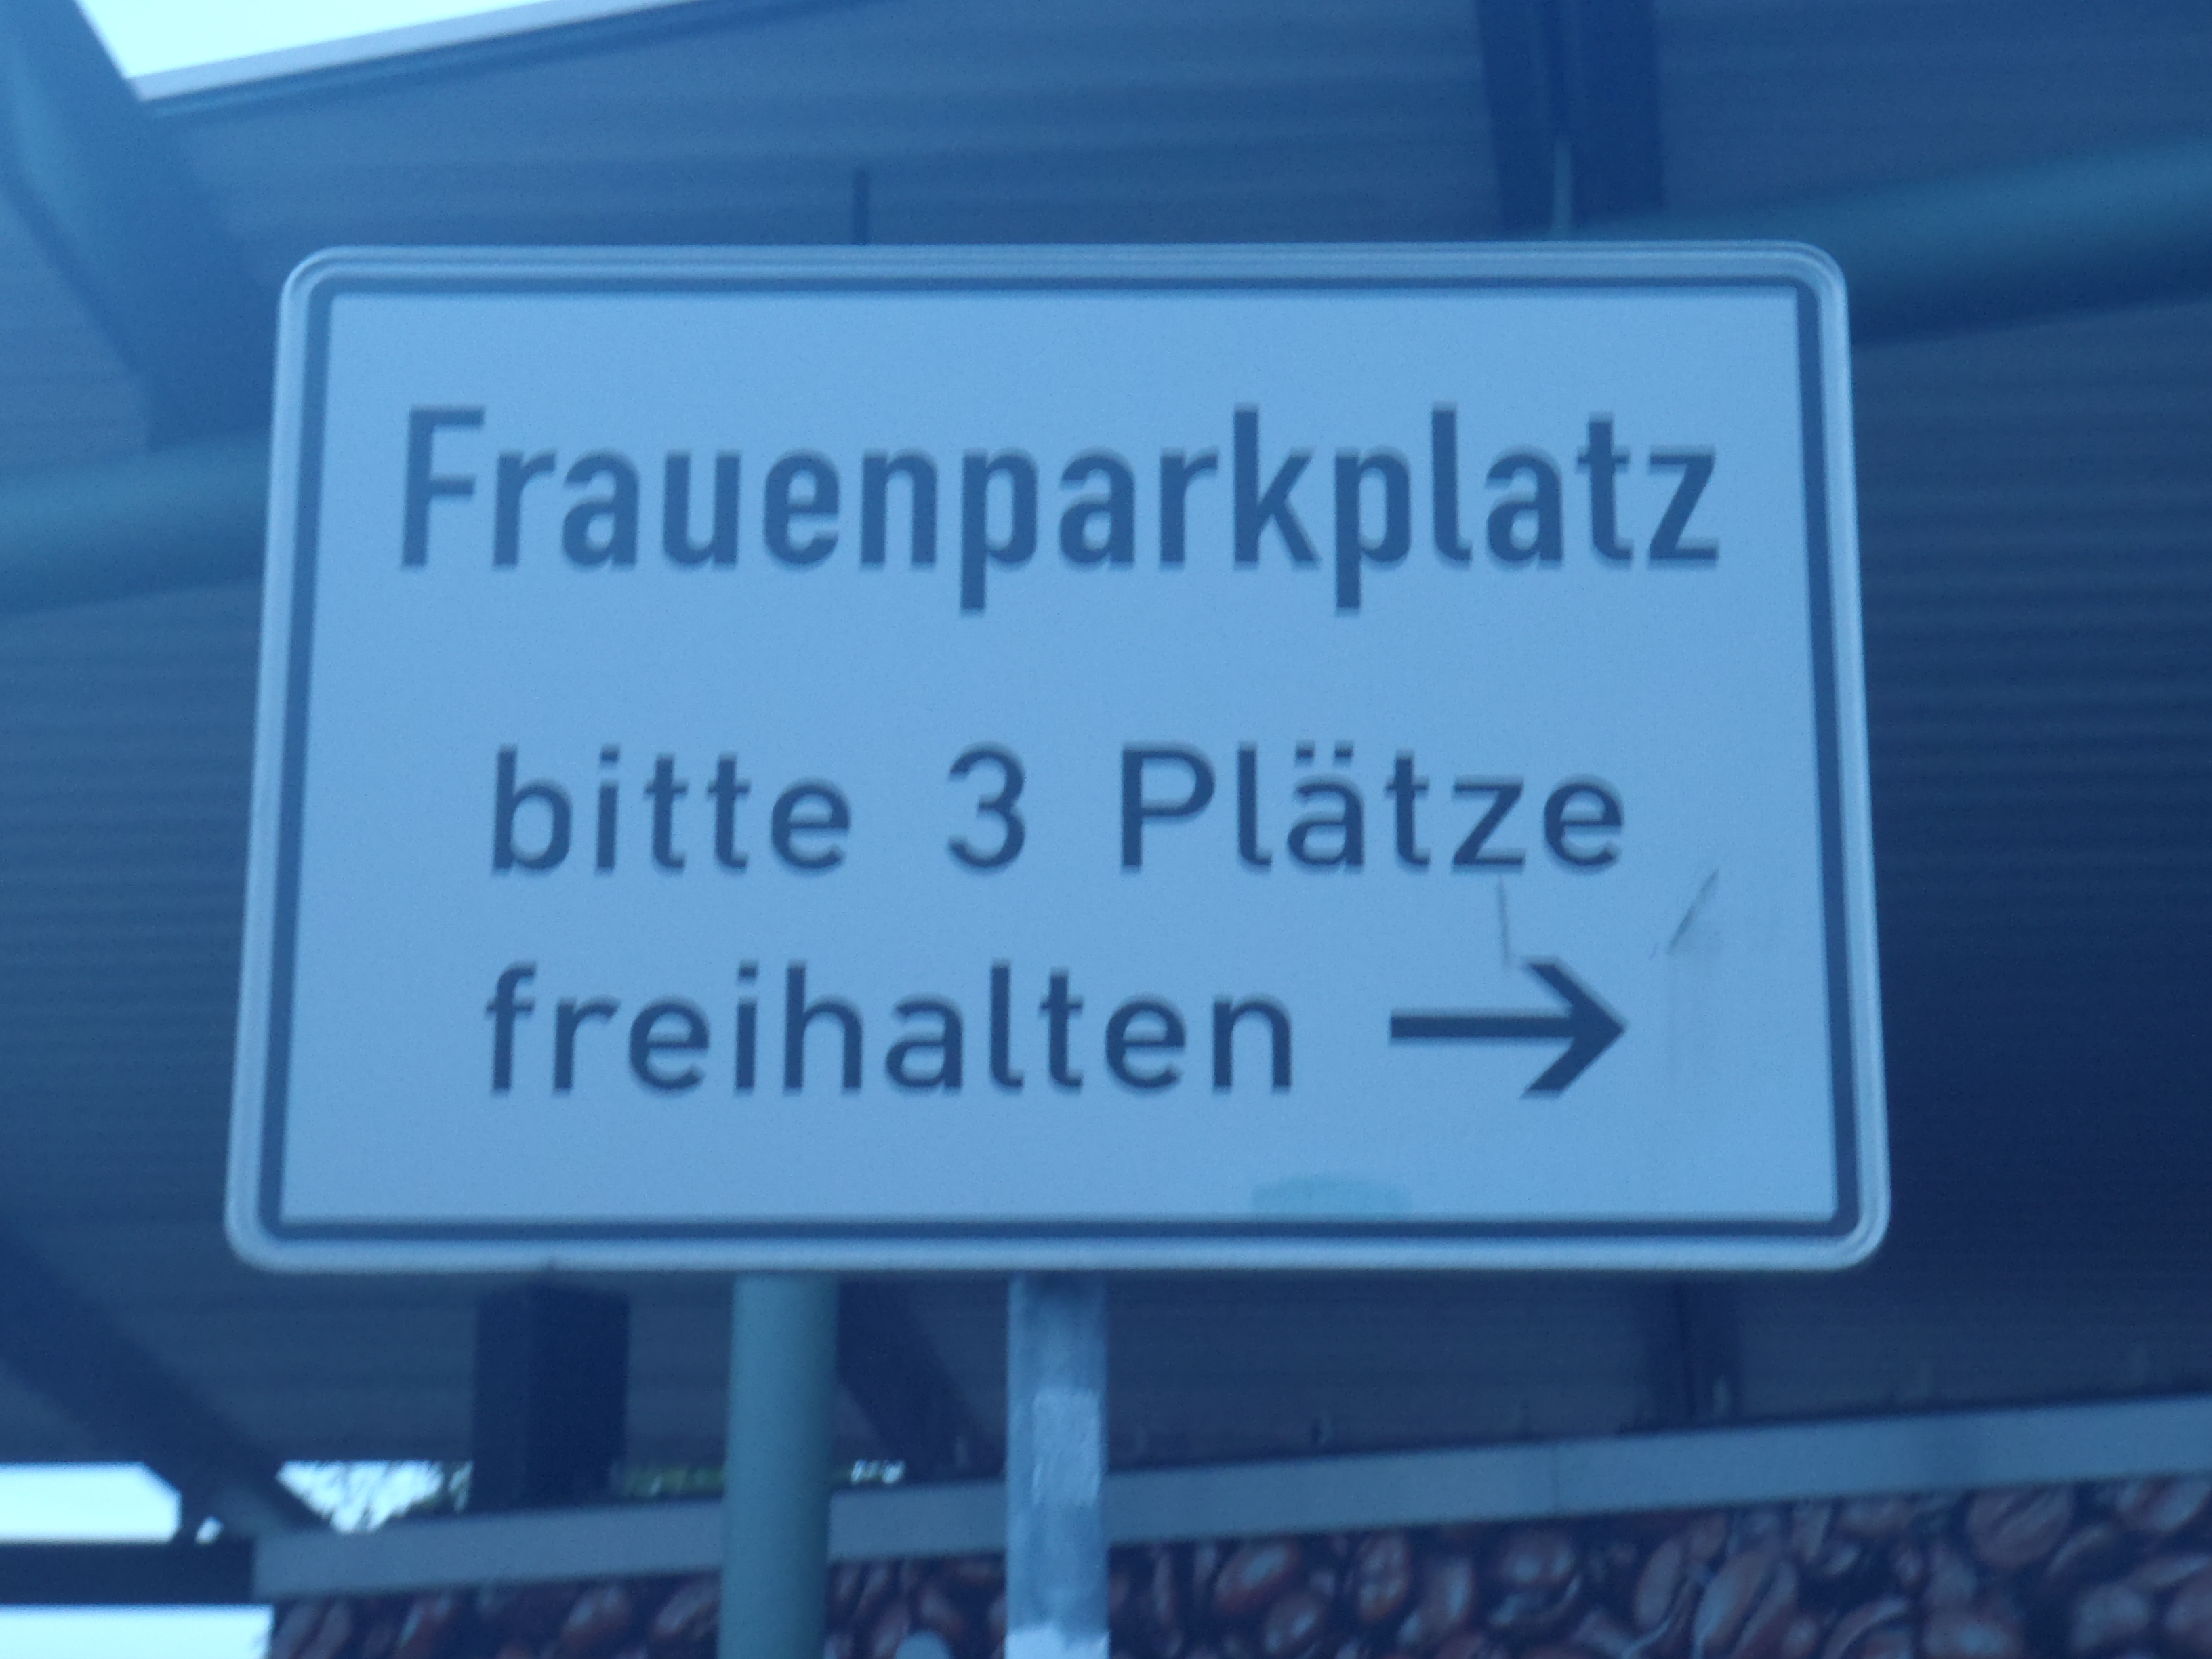 Frauenparkplatz
bitte 3 Plätze
freihalten →